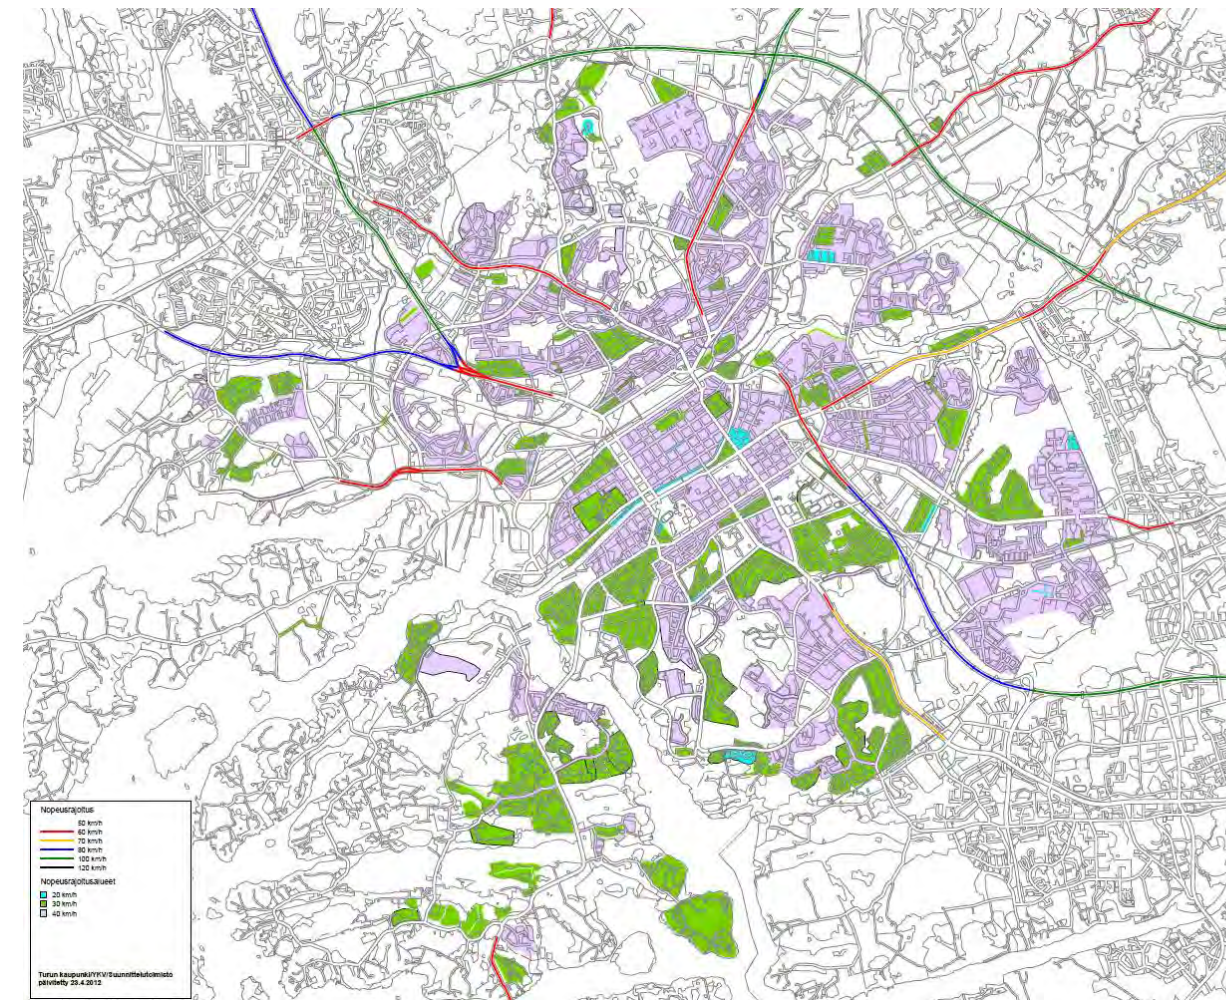 Nopeusrajoitus
50 km/h
60 km/h
70 km/h
80 km/h
100 km/h
120 km/h
Nopeusrajoitusalueet
20 km/h
30 km/h
40 km/h
Turun kaupunki/YKV/Suunnittelutoimisto
päivitetty 23.4.2012